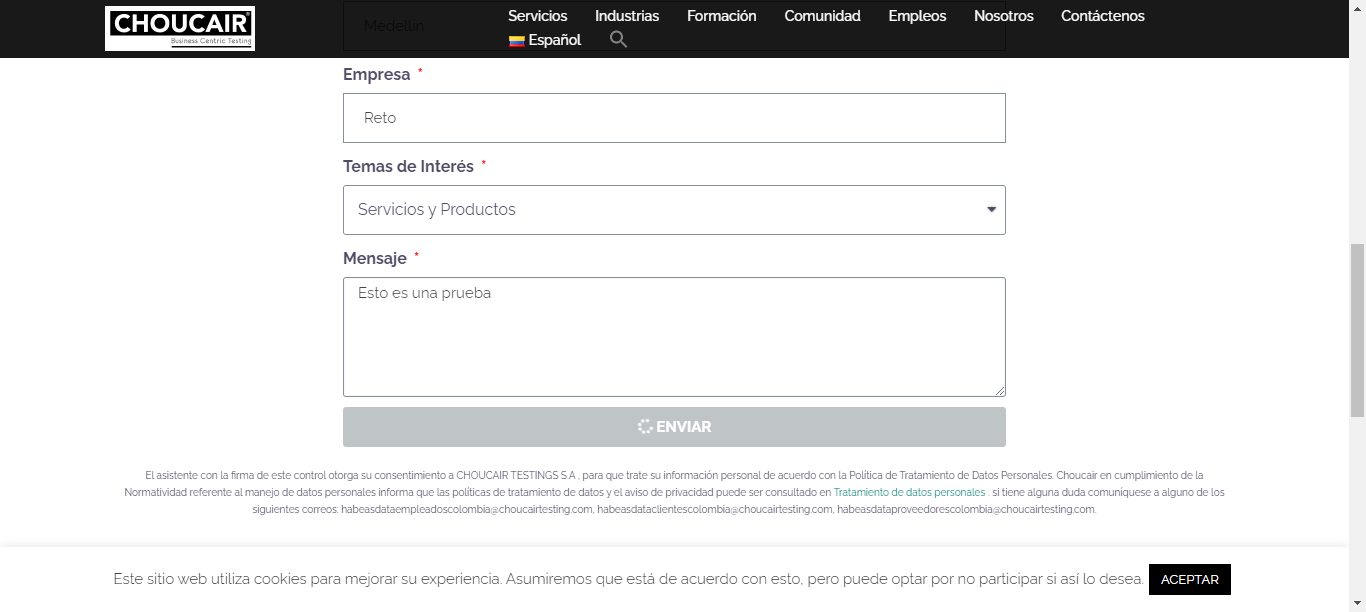 CHOUCAIR
Business Centric Testing
Servicios Industrias Formación Comunidad Empleos Nosotros Contáctenos
Español
Medellín
Empresa *
Reto
Temas de Interés *
Servicios y Productos
Mensaje *
Esto es una prueba
ENVIAR
El asistente con la firma de este control otorga su consentimiento a CHOUCAIR TESTINGS S.A , para que trate su información personal de acuerdo con la Política de Tratamiento de Datos Personales. Choucair en cumplimiento de la
Normatividad referente al manejo de datos personales informa que las políticas de tratamiento de datos y el aviso de privacidad puede ser consultado en Tratamiento de datos personales . si tiene alguna duda comuníquese a alguno de los
siguientes correos: habeasdataempleadoscolombia@choucairtesting.com, habeasdataclientescolombia@choucairtesting.com, habeasdataproveedorescolombia@choucairtesting.com.
Este sitio web utiliza cookies para mejorar su experiencia. Asumiremos que está de acuerdo con esto, pero puede optar por no participar si así lo desea. ACEPTAR